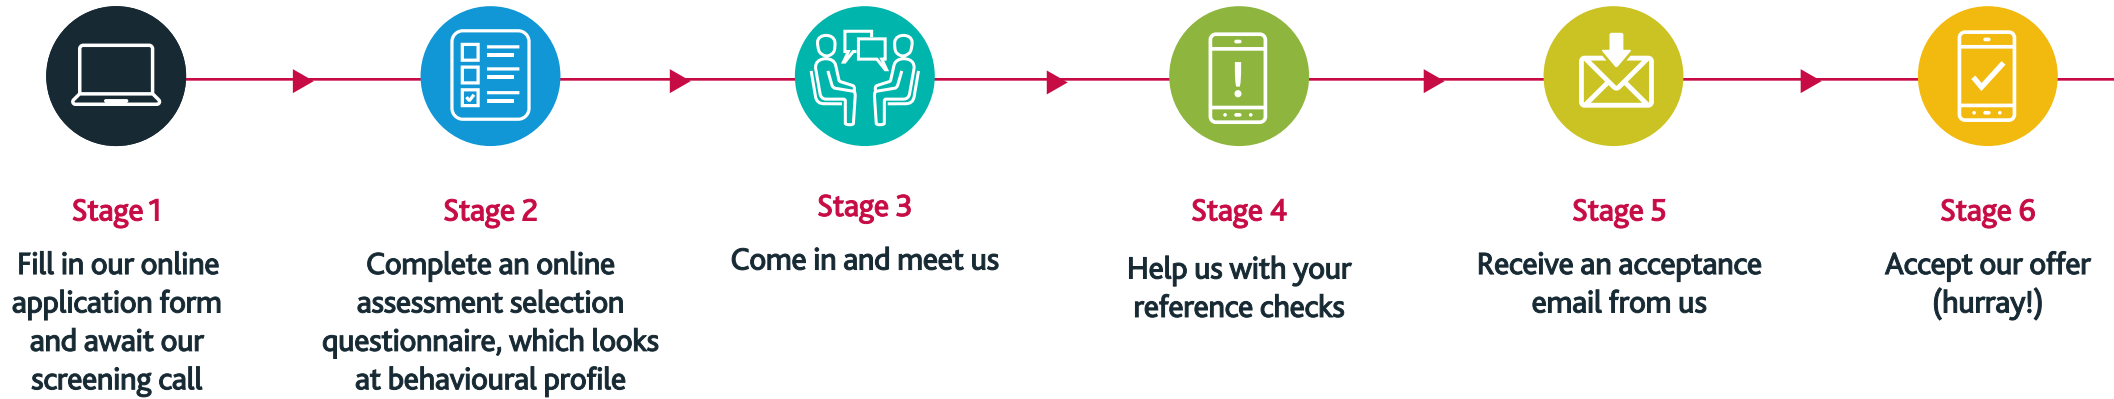 Stage 1
Fill in our online
application form
and await our
screening call
Stage 2
Complete an online
assessment selection
questionnaire, which looks
at behavioural profile
Stage 3
Come in and meet us
Stage 4
Help us with your
reference checks
Stage 5
Receive an acceptance
email from us
Stage 6
Accept our offer
(hurray!)